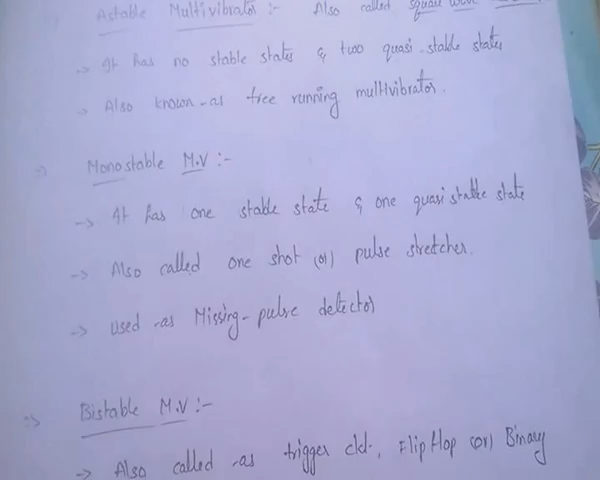 Astable Multivibrator :- Also called square wave
→ It has no stable states & two quasi-stable states
→ Also known as free running multivibrator.
⇒ Monostable M.V :-
→ It has one stable state & one quasi stable state
→ Also called one shot (or) pulse stretcher.
→ used as Missing-pulse detector
⇒ Bistable M.V :-
→ Also called as trigger ckt, Flip Flop (or) Binary